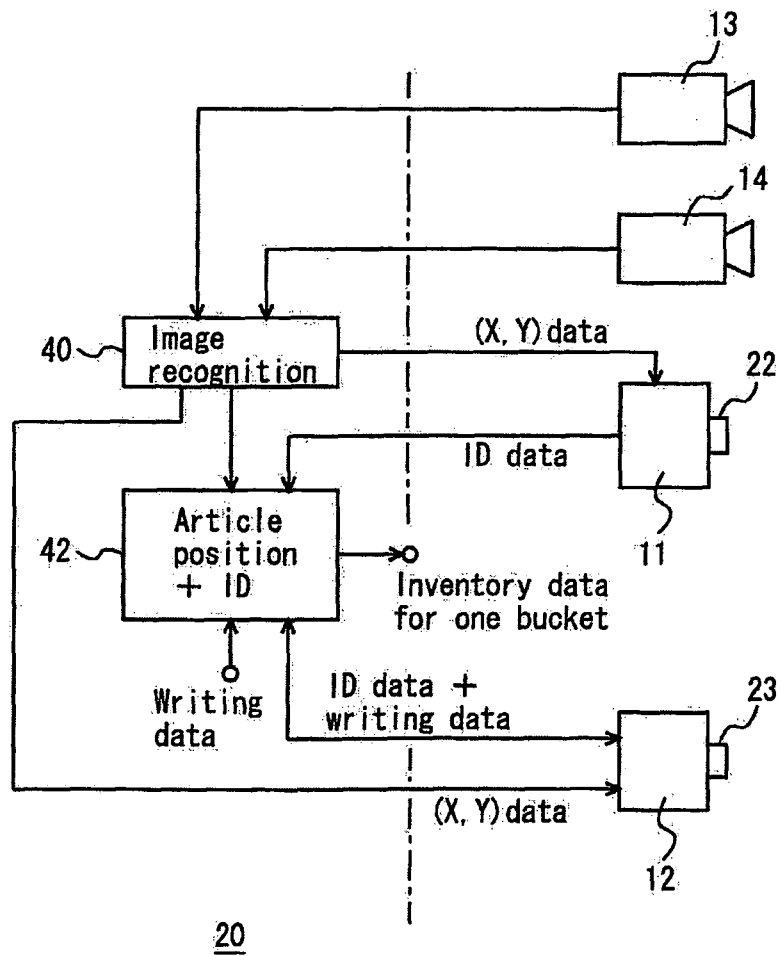 13
14
40
Image
recognition
(X, Y) data
22
ID data
11
42
Article
position
+ ID
Inventory data
for one bucket
Writing
data
ID data +
writing data
23
(X, Y) data
12
20